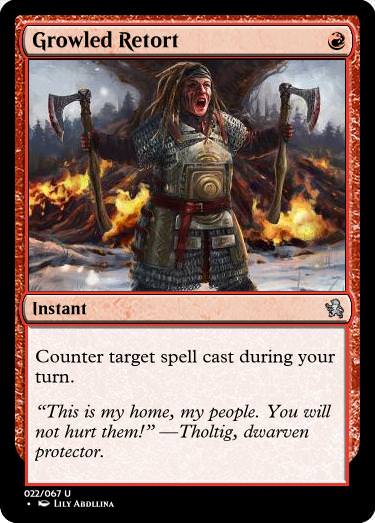 Growled Retort
Instant
Counter target spell cast during your
turn.
“This is my home, my people. You will
not hurt them!” —Tholtig, dwarven
protector.
022/067 U
• Lily Abdllina